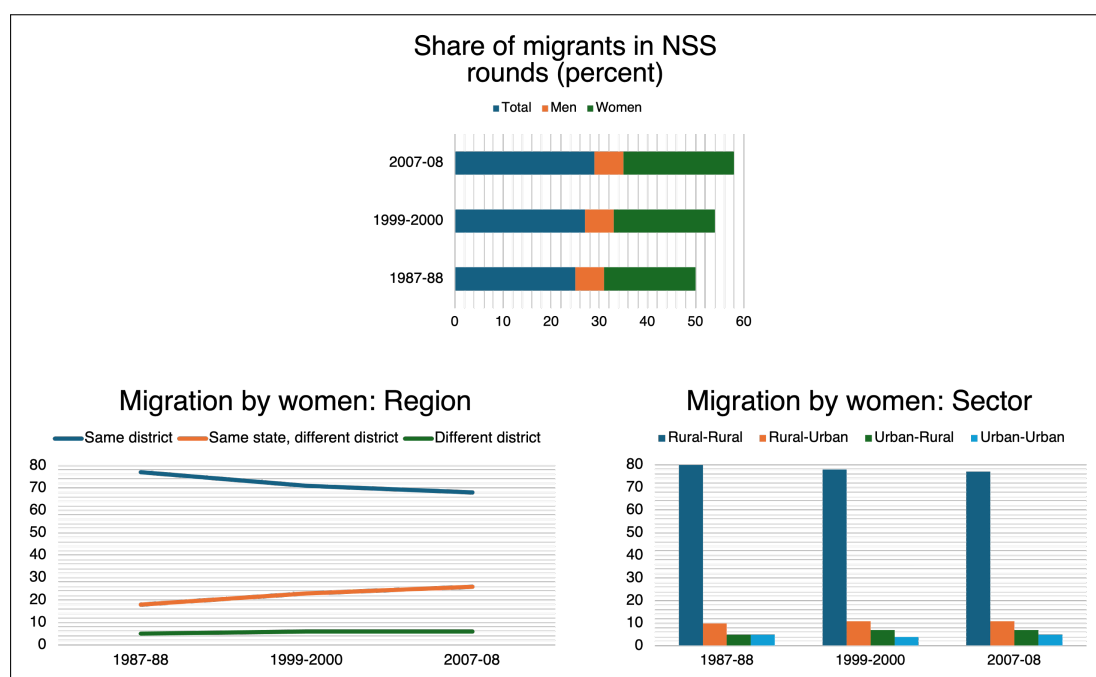 Share of migrants in NSS
rounds (percent)
Total Men Women
2007-08
1999-2000
1987-88
0 10 20 30 40 50 60
Migration by women: Region
Same district Same state, different district Different district
80
70
60
50
40
30
20
10
0
1987-88 1999-2000 2007-08
Migration by women: Sector
Rural-Rural Rural-Urban Urban-Rural Urban-Urban
80
70
60
50
40
30
20
10
0
1987-88 1999-2000 2007-08